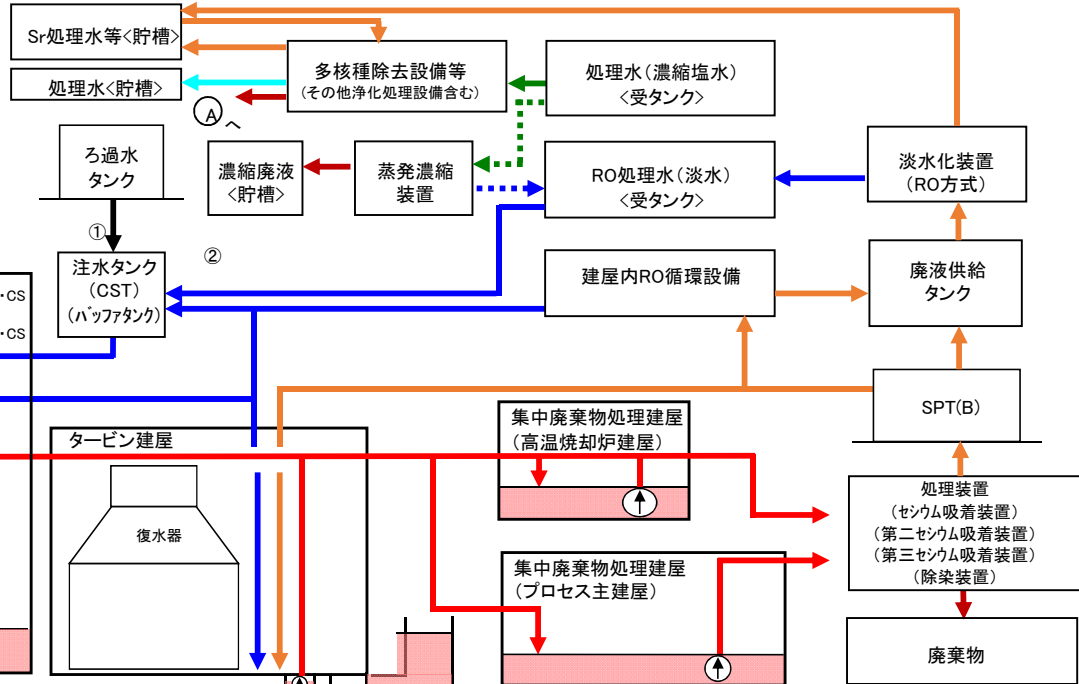 Sr処理水等<貯槽>
処理水<貯槽>
多核種除去設備等
(その他浄化処理設備含む)
処理水(濃縮塩水)
<受タンク>
A
へ
ろ過水
タンク
濃縮廃液
<貯槽>
蒸発濃縮
装置
RO処理水(淡水)
<受タンク>
淡水化装置
(RO方式)
①
②
注水タンク
(CST)
(バッファタンク)
建屋内RO循環設備
廃液供給
タンク
・CS
・CS
SPT(B)
タービン建屋
復水器
集中廃棄物処理建屋
(高温焼却炉建屋)
処理装置
(セシウム吸着装置)
(第二セシウム吸着装置)
(第三セシウム吸着装置)
(除染装置)
集中廃棄物処理建屋
(プロセス主建屋)
廃棄物